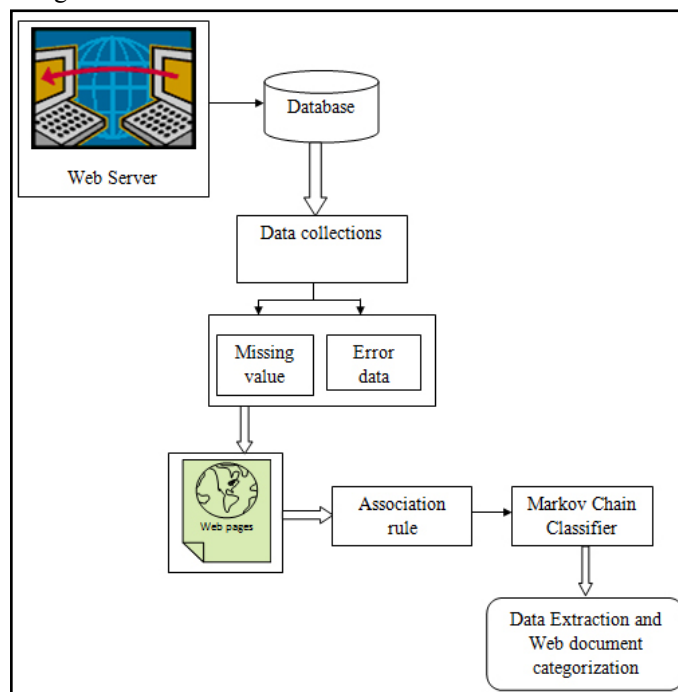 Web Server
Database
Data collections
Missing
value
Error
data
Web pages
Association
rule
Markov Chain
Classifier
Data Extraction and
Web document
categorization